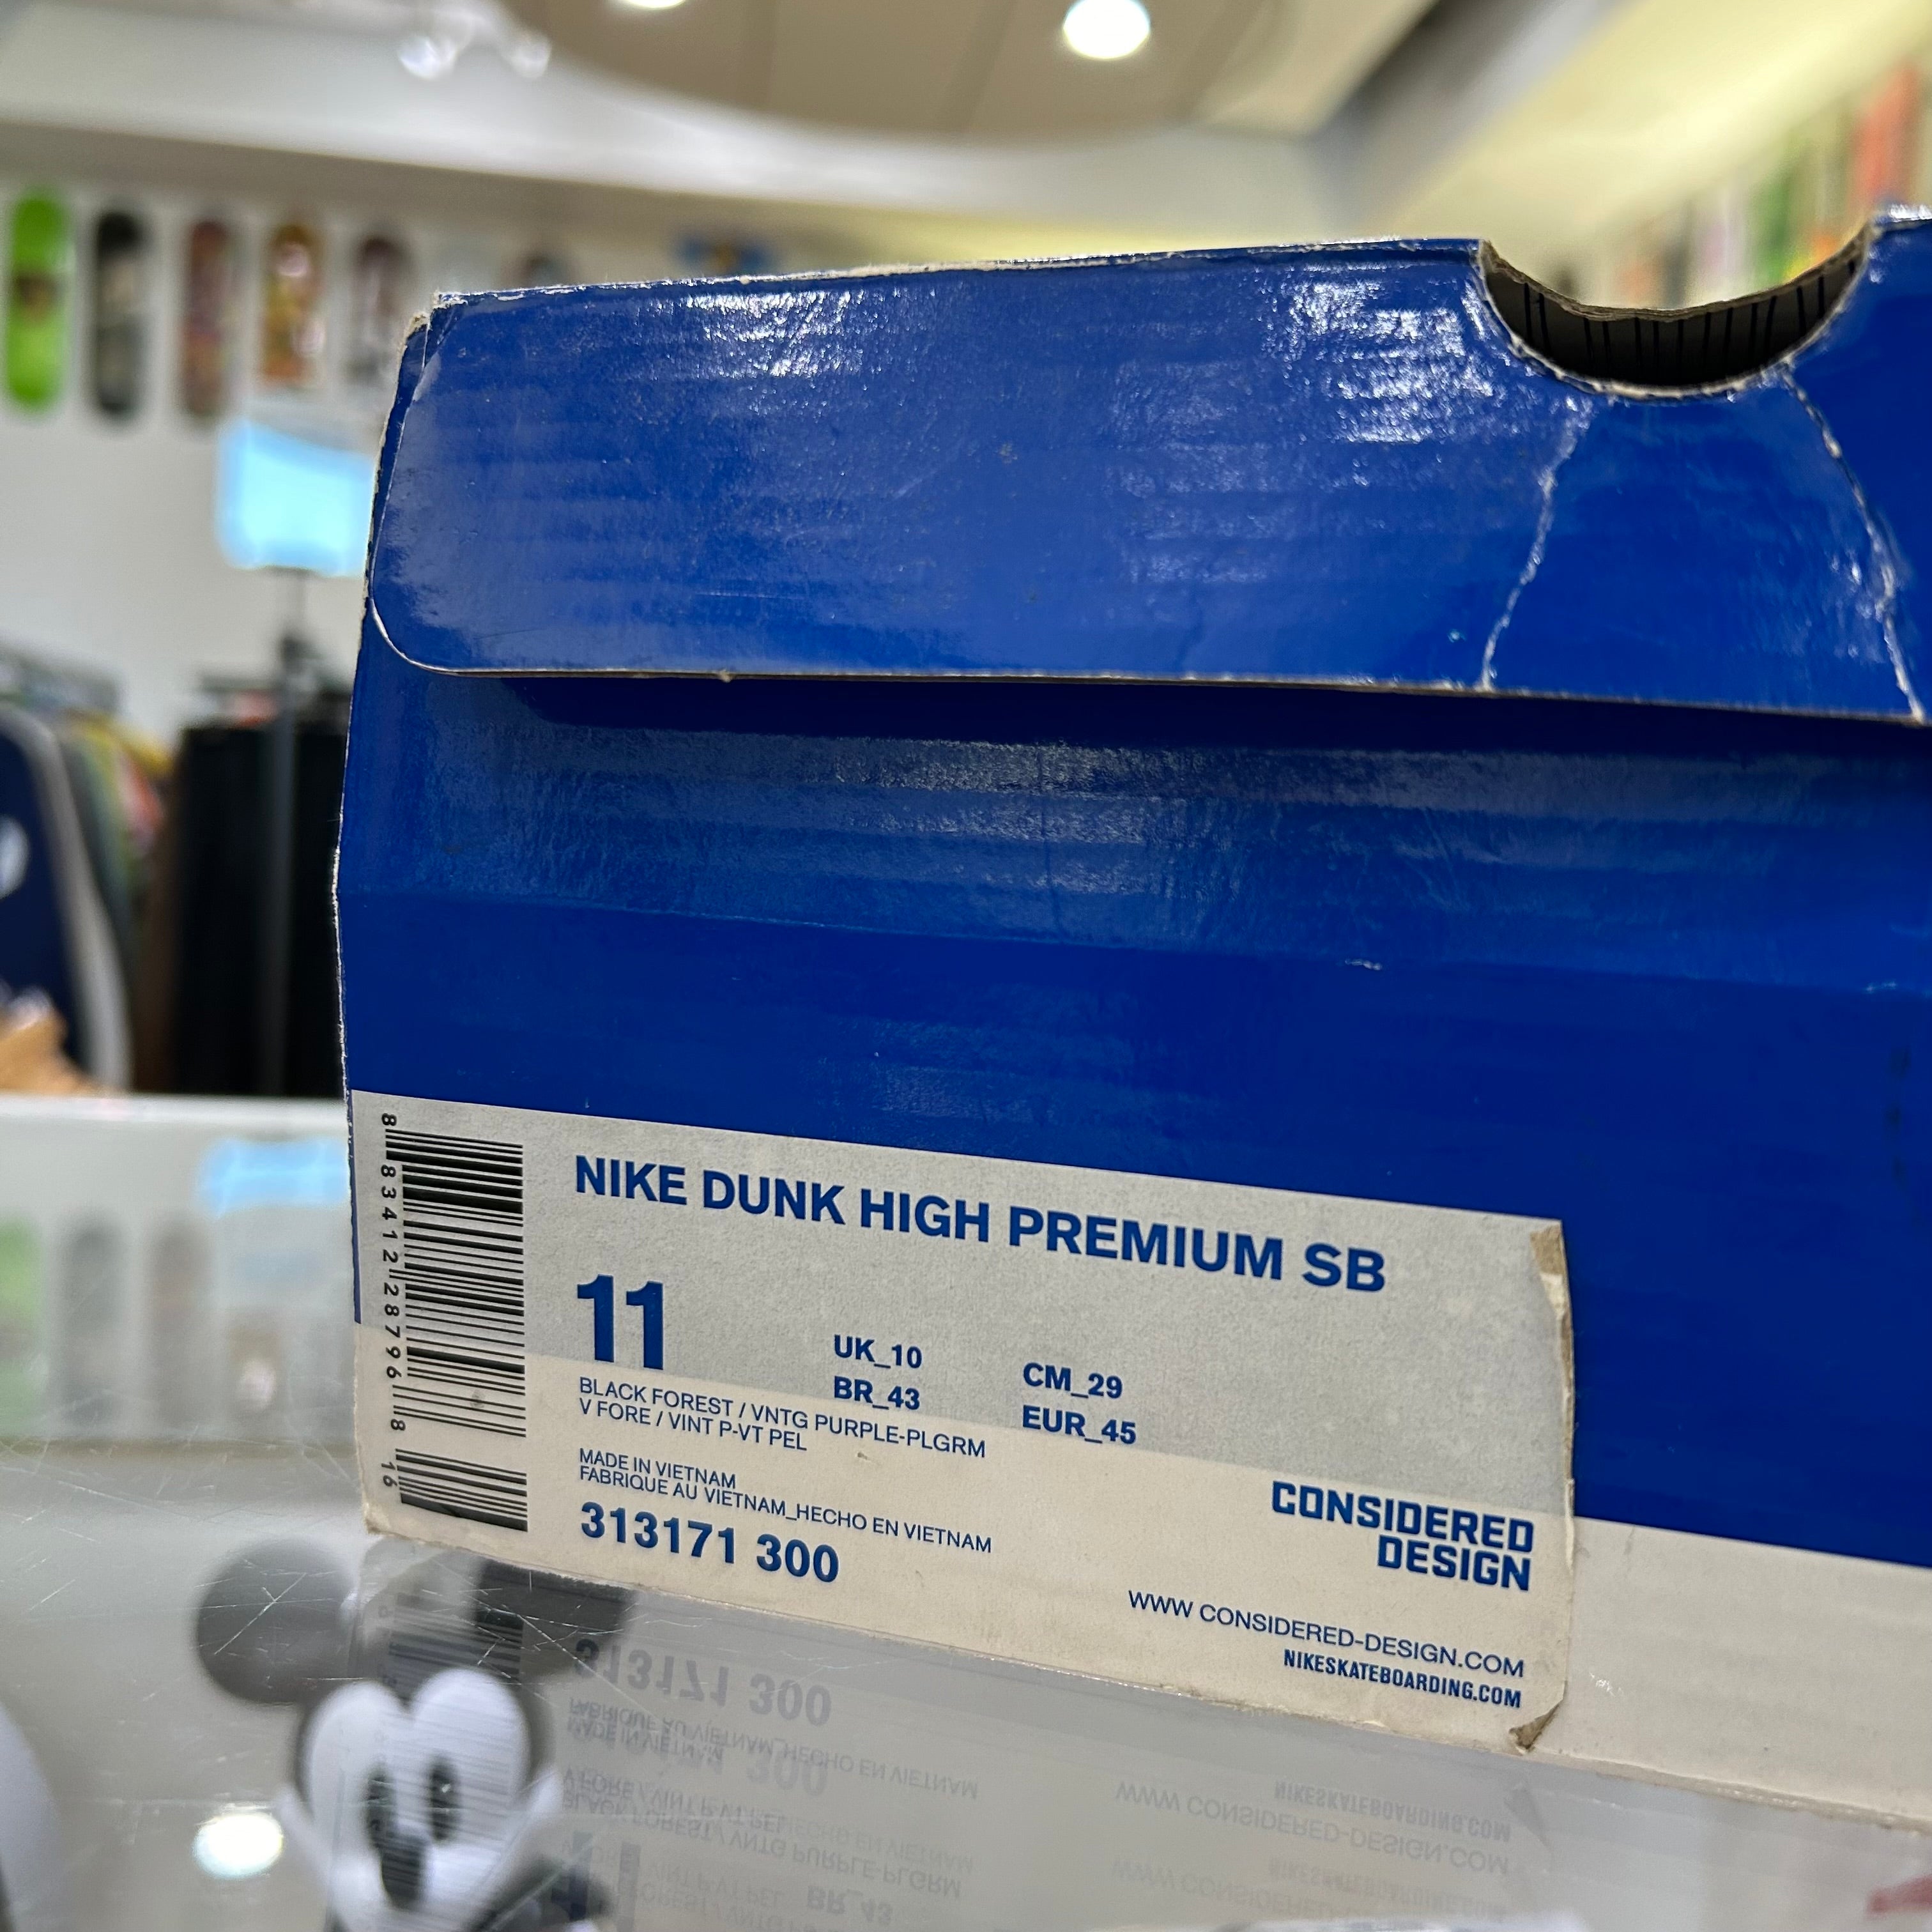 NIKE DUNK HIGH PREMIUM SB
11
UK_10
BR_43
CM_29
EUR_45
BLACK FOREST / VNTG PURPLE-PLGRM
V FORE / VINT P-VT PEL
MADE IN VIETNAM
FABRIQUE AU VIETNAM_HECHO EN VIETNAM
313171 300
CONSIDERED
DESIGN
WWW CONSIDERED-DESIGN.COM
NIKESKATEBOARDING.COM
8 83412 28796 8 16